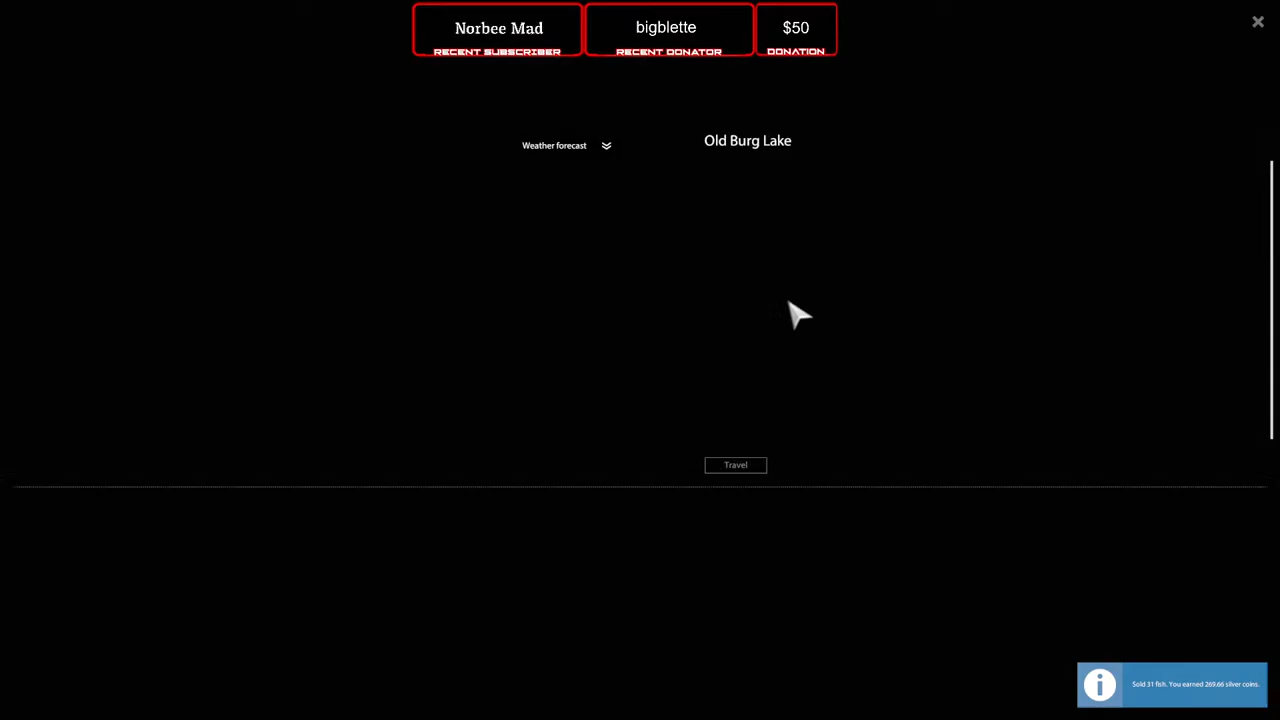 Norbee Mad
RECENT SUBSCRIBER
bigblette
RECENT DONATOR
$50
DONATION
Weather forecast
Old Burg Lake
Travel
Sold 31 fish. You earned 269.66 silver coins.